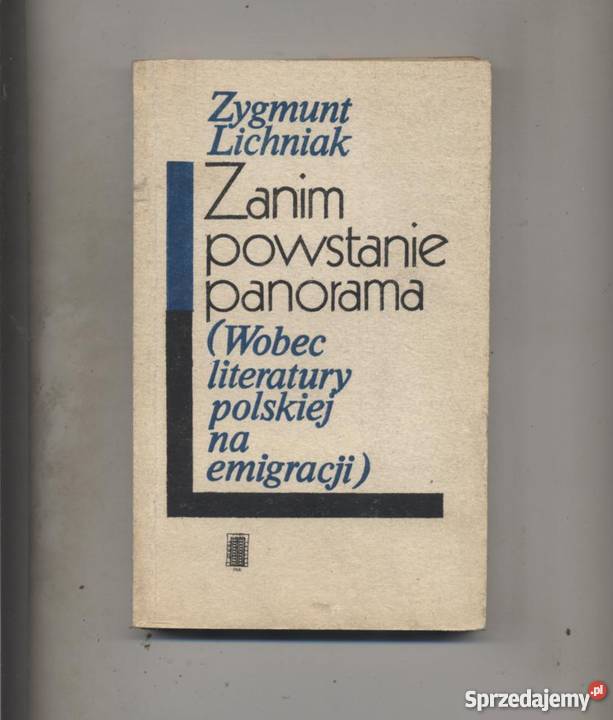 Zygmunt
Lichniak
Zanim
powstanie
panorama
(Wobec
literatury
polskiej
na
emigracji)
Sprzedajemy.pl